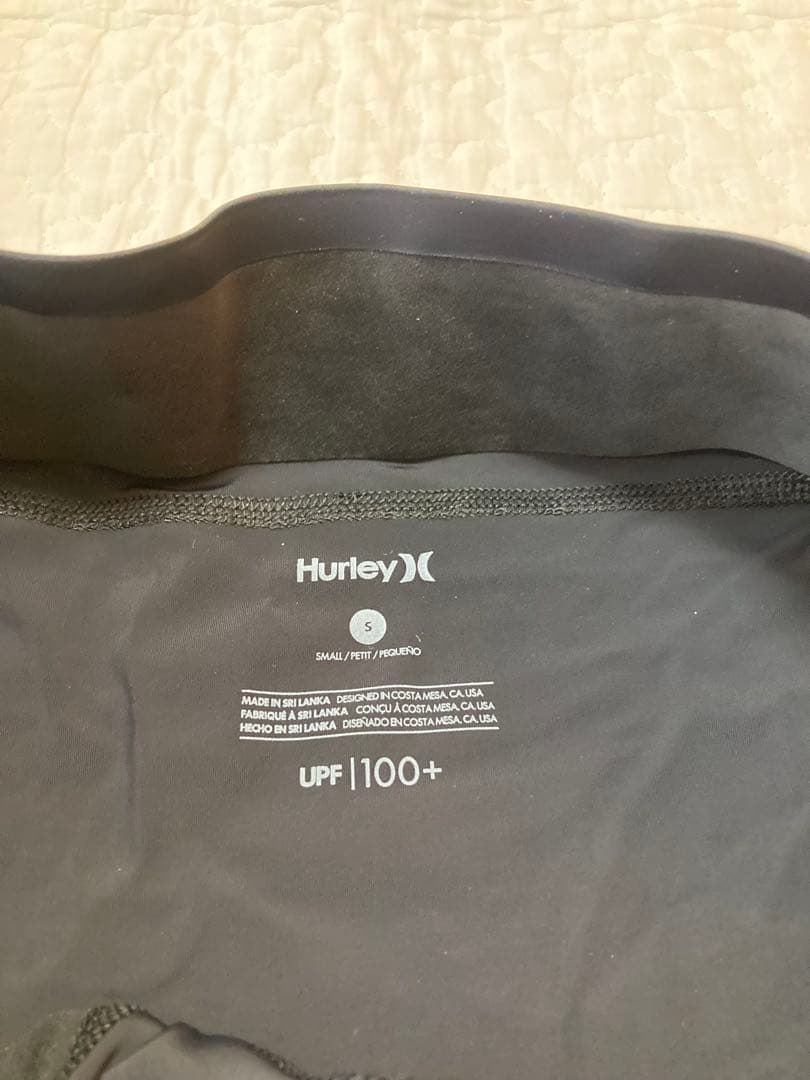 Hurley
S
SMALL / PETIT / PEQUEÑO
MADE IN SRI LANKA DESIGNED IN COSTA MESA. CA. USA
FABRIQUÉ À SRI LANKA CONÇU À COSTA MESA. CA. USA
HECHO EN SRI LANKA DISEÑADO EN COSTA MESA. CA. USA
UPF | 100+